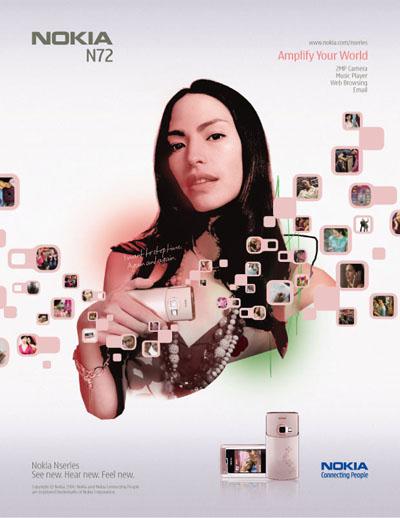 NOKIA
N72
www.nokia.com/nseries
Amplify Your World
2MP Camera
Music Player
Web Browsing
Email
Nokia Nseries
See new. Hear new. Feel new.
NOKIA
Connecting People